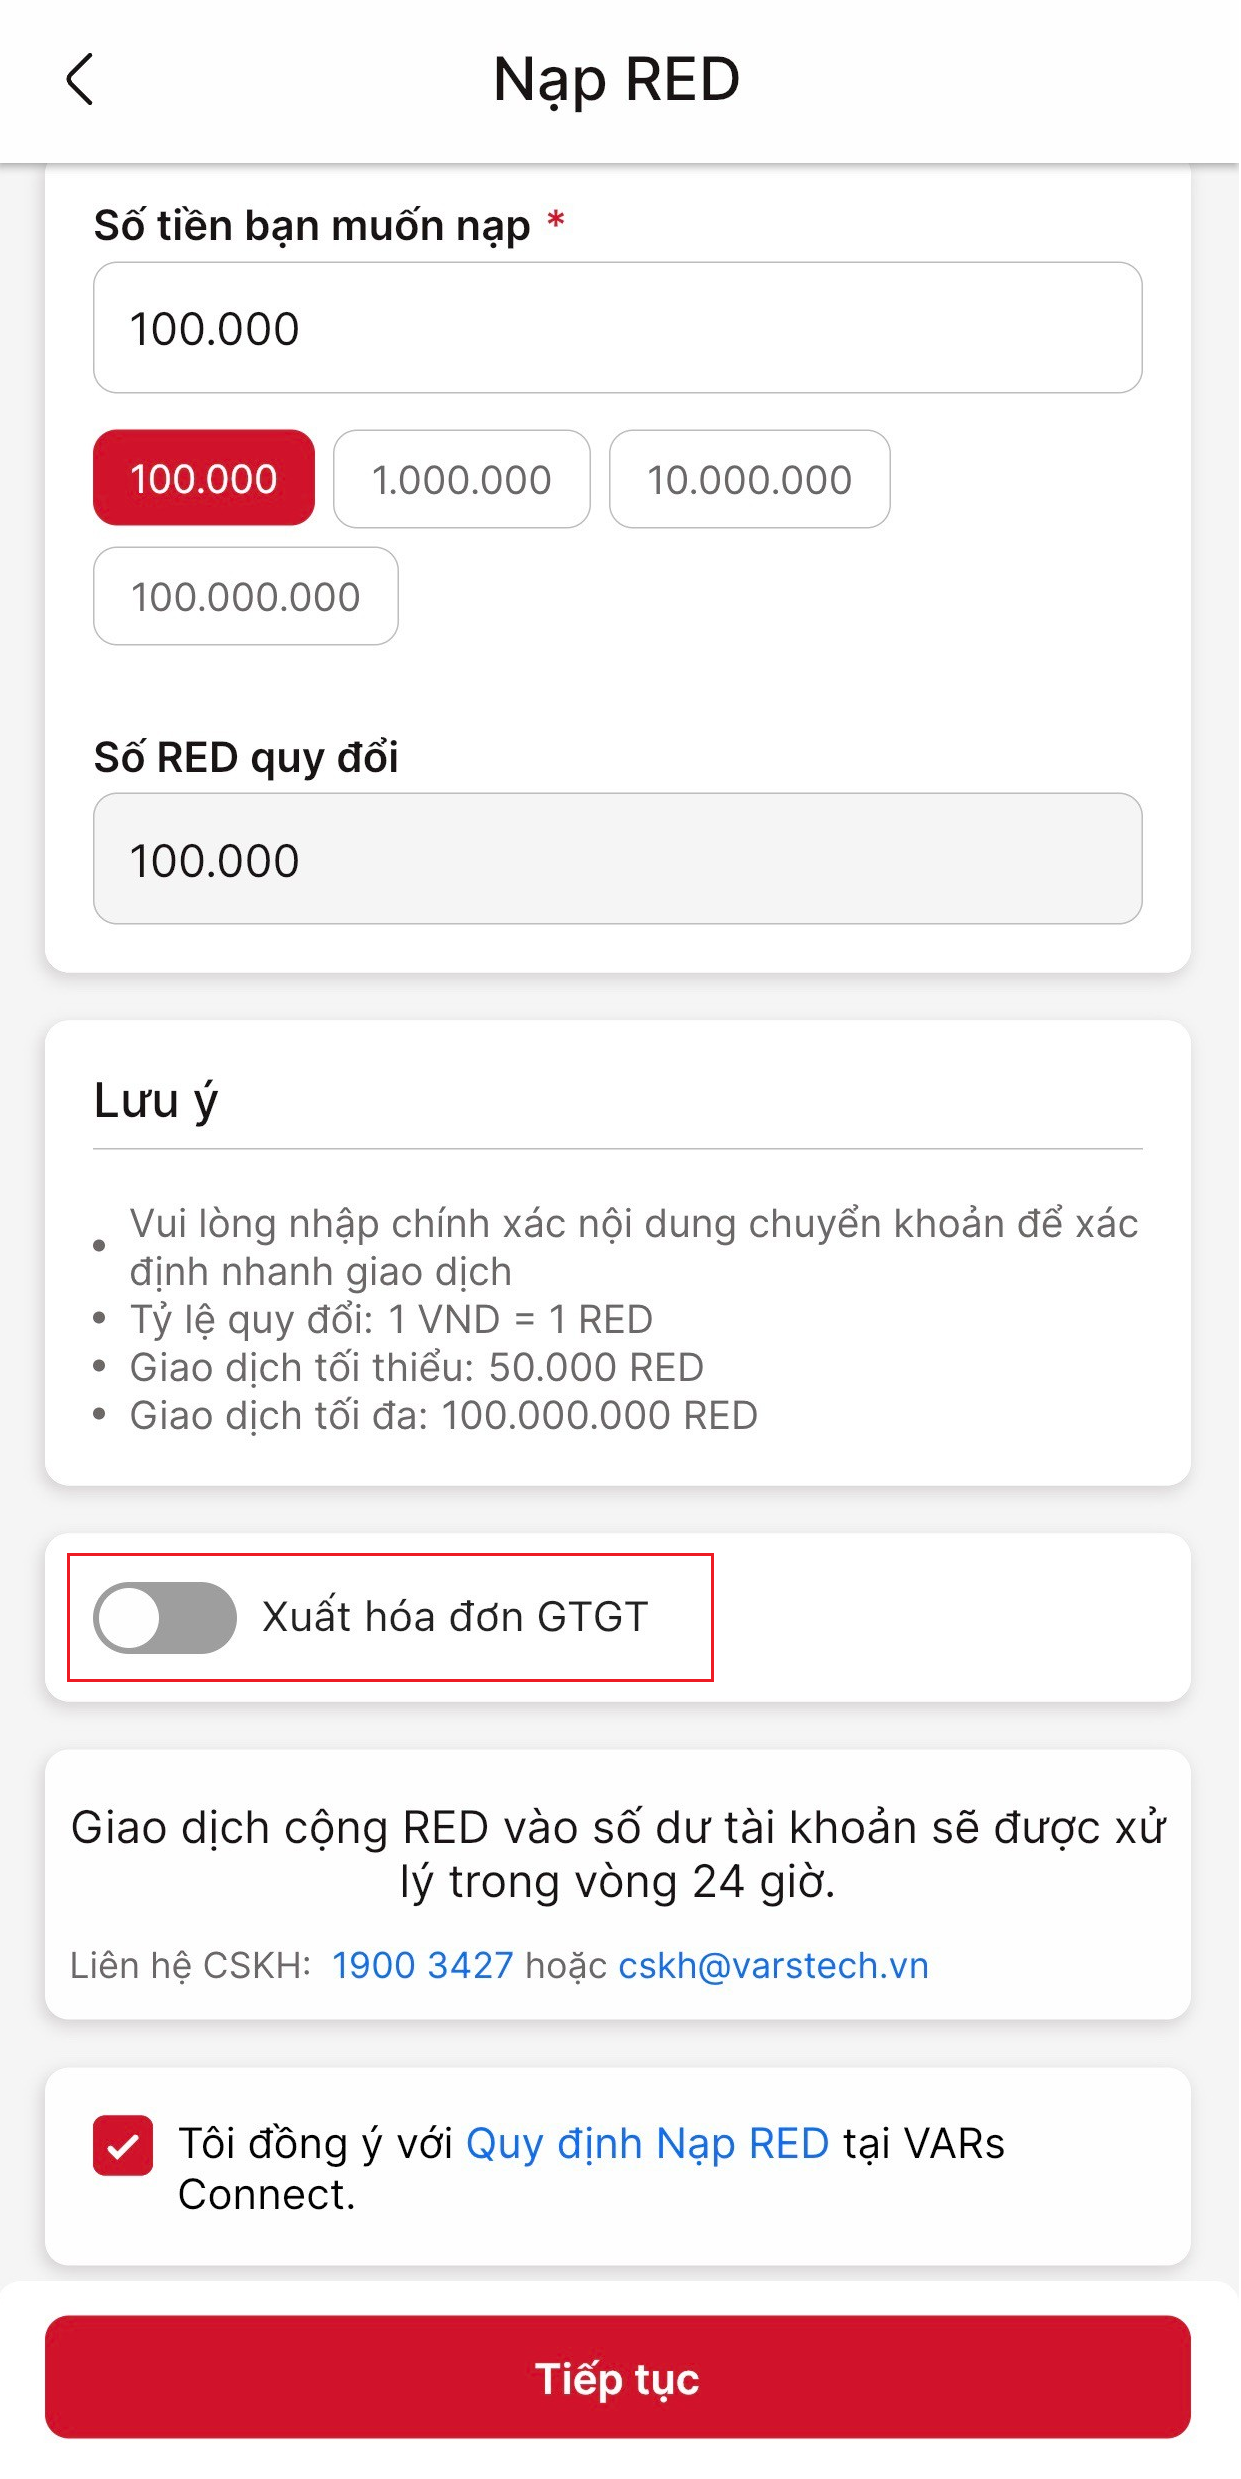 Nạp RED
Số tiền bạn muốn nạp *
100.000
100.000
1.000.000
10.000.000
100.000.000
Số RED quy đổi
100.000
Lưu ý
• Vui lòng nhập chính xác nội dung chuyển khoản để xác
định nhanh giao dịch
• Tỷ lệ quy đổi: 1 VND = 1 RED
• Giao dịch tối thiểu: 50.000 RED
• Giao dịch tối đa: 100.000.000 RED
Xuất hóa đơn GTGT
Giao dịch cộng RED vào số dư tài khoản sẽ được xử
lý trong vòng 24 giờ.
Liên hệ CSKH: 1900 3427 hoặc cskh@varstech.vn
Tôi đồng ý với Quy định Nạp RED tại VARs
Connect.
Tiếp tục